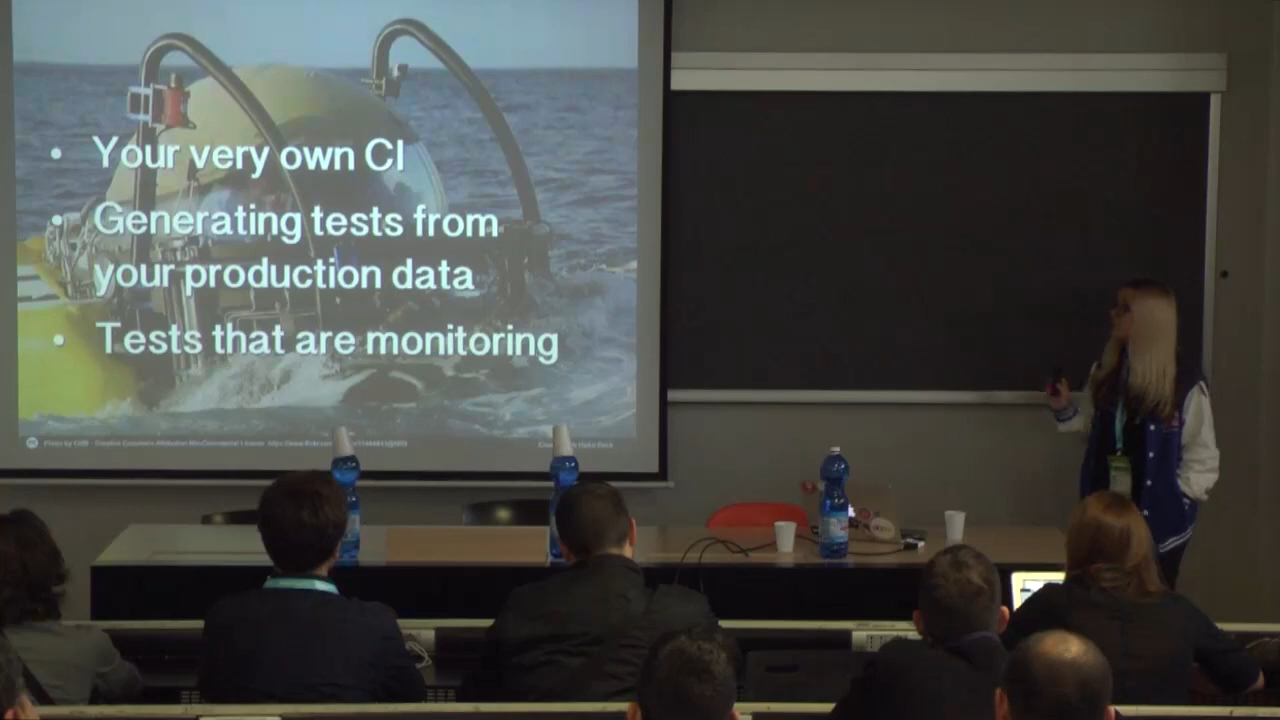 • Your very own CI
• Generating tests from
your production data
• Tests that are monitoring